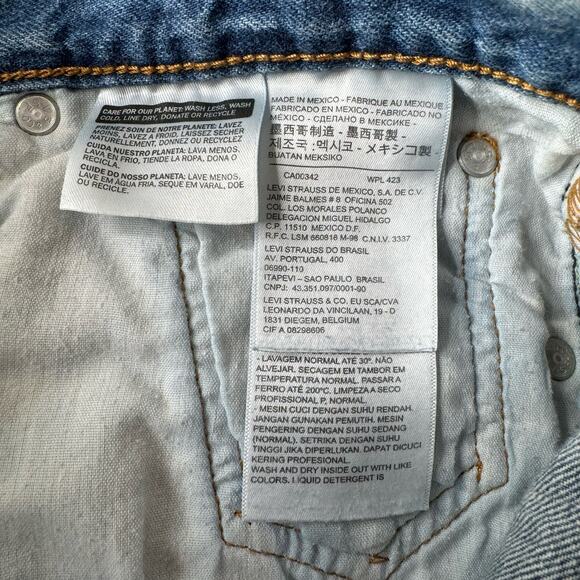 CARE FOR OUR PLANET: WASH LESS, WASH
COLD, LINE DRY, DONATE OR RECYCLE
PRENEZ SOIN DE NOTRE PLANETE: LAVEZ
MOINS, LAVEZ A FROID, LAISSEZ SECHER
NATURELLEMENT, DONNEZ OU RECYCLEZ
CUIDA NUESTRO PLANETA: LAVE MENOS,
LAVA EN FRIO, TIENDE LA ROPA, DONA O
RECICLA.
CUIDE DO NOSSO PLANETA: LAVE MENOS,
LAVE EM ÁGUA FRIA, SEQUE EM VARAL, DOE
OU RECICLE.
MADE IN MEXICO - FABRIQUE AU MEXIQUE
FABRICADO EN MEXICO - FABRICADO NO
MEXICO - СДЕЛАНО В МЕКСИКЕ -
墨西哥制造 - 墨西哥製 -
제조국 : 멕시코 - メキシコ製
BUATAN MEKSIKO
CA00342 WPL 423
LEVI STRAUSS DE MEXICO, S.A. DE C.V.
JAIME BALMES # 8 OFICINA 502
COL. LOS MORALES POLANCO
DELEGACION MIGUEL HIDALGO
C.P. 11510 MEXICO D.F.
R.F.C. LSM 660818 M-98 C.N.I.V. 3337
LEVI STRAUSS DO BRASIL
AV. PORTUGAL, 400
06990-110
ITAPEVI – SAO PAULO BRASIL
CNPJ: 43.351.097/0001-90
LEVI STRAUSS & CO. EU SCA/CVA
LEONARDO DA VINCILAAN, 19 - D
1831 DIEGEM, BELGIUM
CIF A 08298606
- LAVAGEM NORMAL ATÉ 30º. NÃO
ALVEJAR. SECAGEM EM TAMBOR EM
TEMPERATURA NORMAL. PASSAR A
FERRO ATÉ 200ºC. LIMPEZA A SECO
PROFISSIONAL P, NORMAL.
- MESIN CUCI DENGAN SUHU RENDAH.
JANGAN GUNAKAN PEMUTIH. MESIN
PENGERING DENGAN SUHU SEDANG
(NORMAL). SETRIKA DENGAN SUHU
TINGGI JIKA DIPERLUKAN. DAPAT DICUCI
KERING PROFESIONAL.
WASH AND DRY INSIDE OUT WITH LIKE
COLORS. LIQUID DETERGENT IS